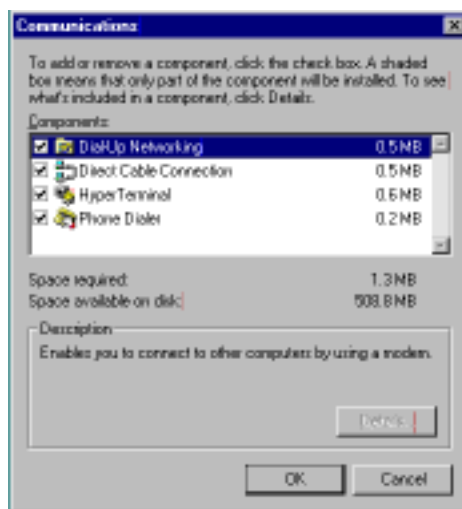 Communications
To add or remove a component, click the check box. A shaded
box means that only part of the component will be installed. To see
what's included in a component, click Details.
Components:
Dial-Up Networking 0.5 MB
Direct Cable Connection 0.5 MB
HyperTerminal 0.6 MB
Phone Dialer 0.2 MB
Space required: 1.3 MB
Space available on disk: 508.8 MB
Description
Enables you to connect to other computers by using a modem.
Details
OK Cancel